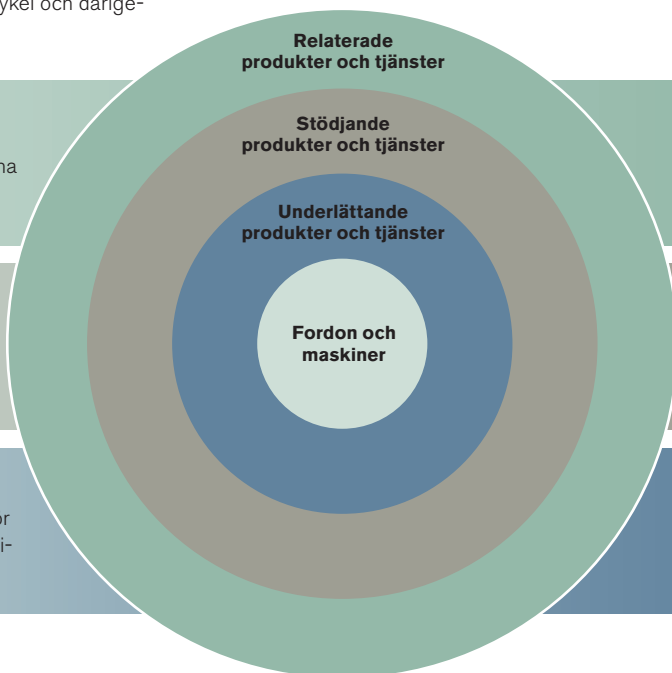 ykel och därige-
Relaterade
produkter och tjänster
Stödjande
produkter och tjänster
na
Underlättande
produkter och tjänster
Fordon och
maskiner
or
i-